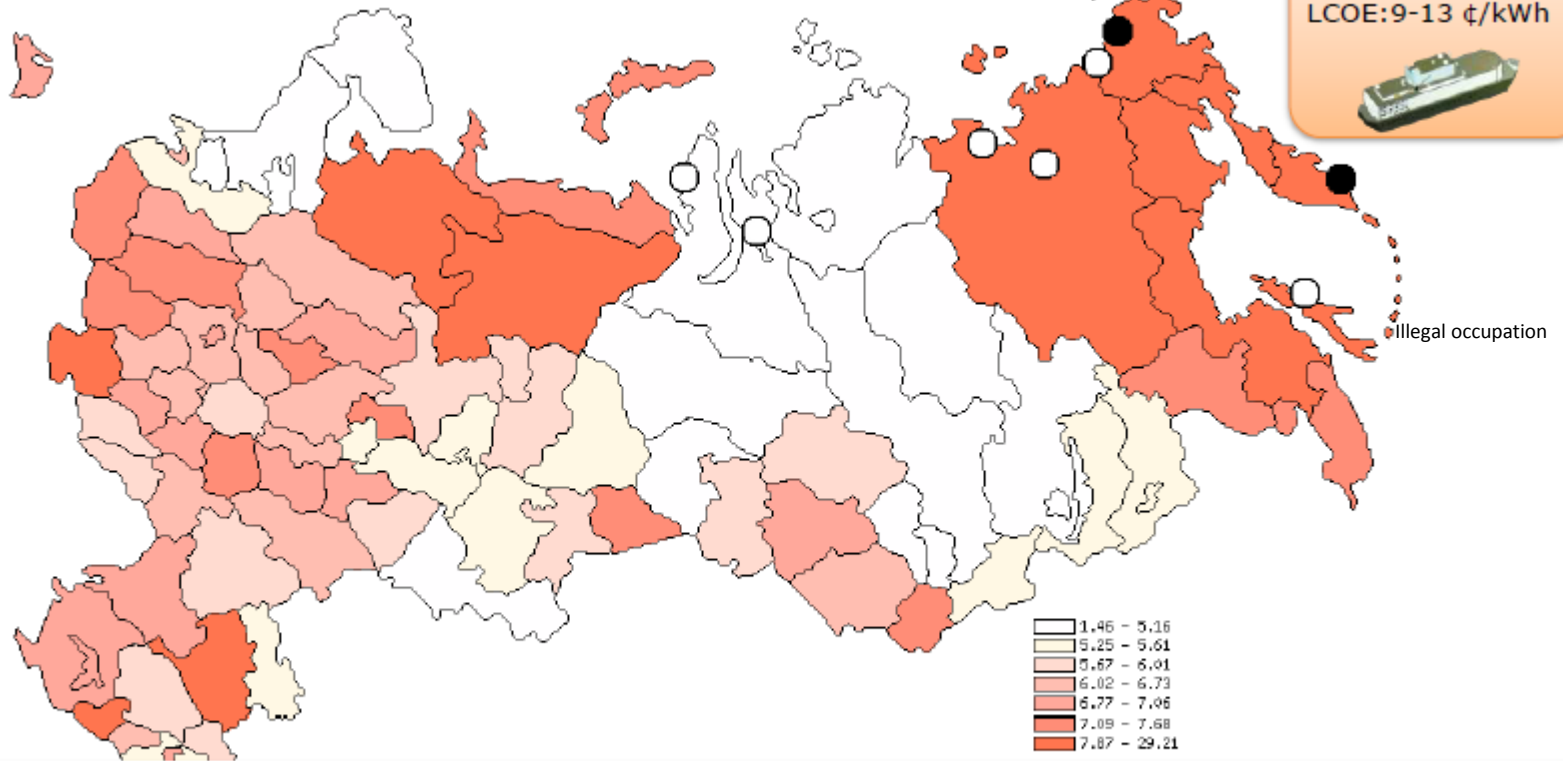 LCOE:9-13 ¢/kWh
Illegal occupation
1.46 - 5.16
5.25 - 5.61
5.67 - 6.01
6.02 - 6.73
6.77 - 7.06
7.09 - 7.68
7.87 - 29.21